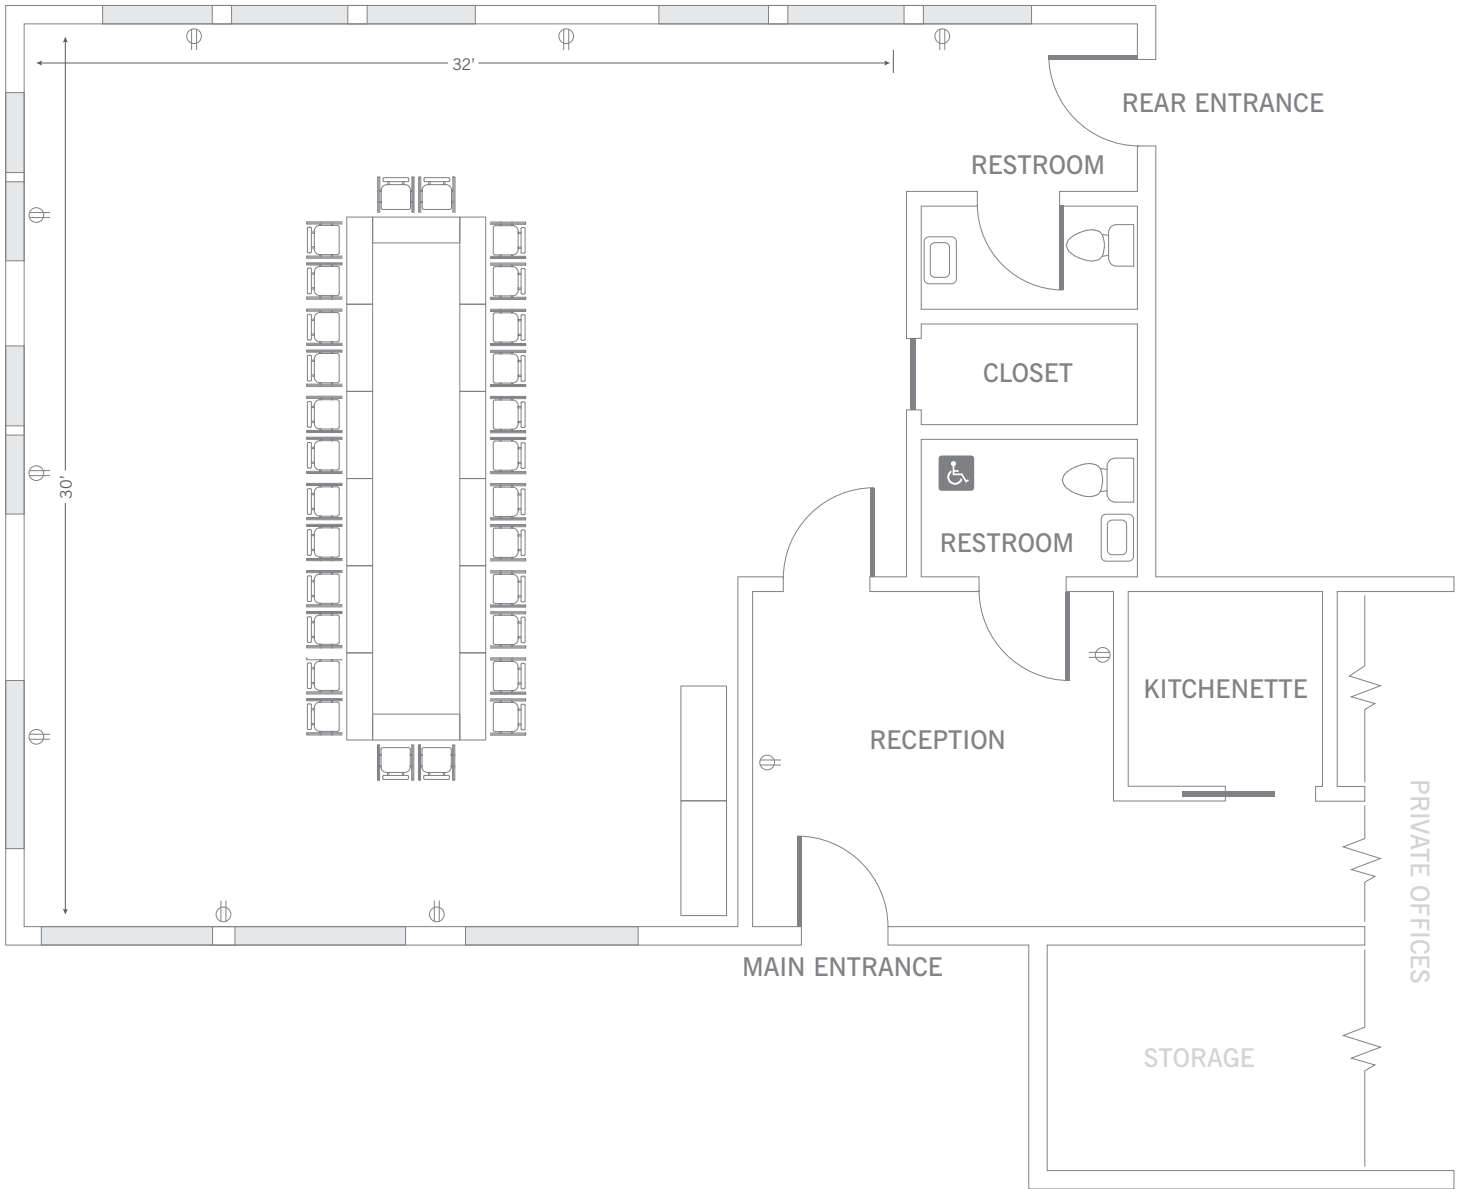 32’
REAR ENTRANCE
RESTROOM
CLOSET
30’
RESTROOM
KITCHENETTE
RECEPTION
PRIVATE OFFICES
MAIN ENTRANCE
STORAGE